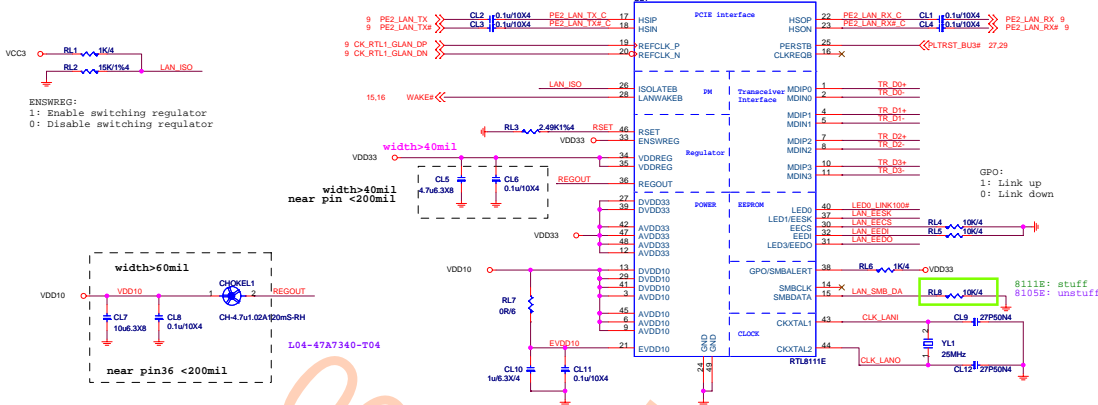 9 PE2_LAN_TX PE2_LAN_TX_C 17 HSIP
CL2 0.1u/10X4
9 PE2_LAN_TX# PE2_LAN_TX#_C 18 HSIN
CL3 0.1u/10X4
PCIE interface
HSOP 22 PE2_LAN_RX_C CL1 0.1u/10X4 PE2_LAN_RX 9
HSON 23 PE2_LAN_RX#_C CL4 0.1u/10X4 PE2_LAN_RX# 9
9 CK_RTL1_GLAN_DP 19 REFCLK_P
9 CK_RTL1_GLAN_DN 20 REFCLK_N
PERSTB 25 PLTRST_BU3# 27,29
CLKREQB 16
VCC3 RL1 1K/4
RL2 15K/1%4 LAN_ISO
ENSWREG:
1: Enable switching regulator
0: Disable switching requlator
LAN_ISO 26 ISOLATEB
15,16 WAKE# 28 LANWAKEB
PM
Transceiver
Interface
MDIP0 1 TR_D0+
MDIN0 2 TR_D0-
MDIP1 4 TR_D1+
MDIN1 5 TR_D1-
MDIP2 7 TR_D2+
MDIN2 8 TR_D2-
MDIP3 10 TR_D3+
MDIN3 11 TR_D3-
RL3 2.49K1%4 RSET 46 RSET
VDD33 33 ENSWREG
width>40mil
VDD33 34 VDDREG
35 VDDREG
Regulator
REGOUT 36 REGOUT
CL5 4.7u6.3X8
CL6 0.1u/10X4
width>40mil
near pin <200mil
GPO:
1: Link up
0: Link down
POWER
EEPROM
27 DVDD33
39 DVDD33
42 AVDD33
VDD33 47 AVDD33
48 AVDD33
12 AVDD33
LED0 40 LED0_LINK100#
LED1/EESK 37 LAN_EESK
EECS 30 LAN_EECS RL4 10K/4
EEDI 32 LAN_EEDI RL5 10K/4
LED3/EEDO 31 LAN_EEDO
VDD10 13 DVDD10
29 DVDD10
41 DVDD10
3 AVDD10
45 AVDD10
6 AVDD10
9 AVDD10
EVDD10 21 EVDD10
RL7 0R/6
CL10 1u/6.3X/4
CL11 0.1u/10X4
GPO/SMBALERT 38 RL6 1K/4 VDD33
SMBCLK 14
SMBDATA 15 LAN_SMB_DA RL8 10K/4
8111E: stuff
8105E: unstuff
CLOCK
CKXTAL1 43 CLK_LANI CL9 27P50N4
YL1
25MHz
1
2
CKXTAL2 44 CLK_LANO CL12 27P50N4
GND GND
24 49
RTL8111E
width>60mil
VDD10 VDD10 CHOKEL1 1 2 REGOUT
CL7 10u6.3X8
CL8 0.1u/10X4
CH-4.7u1.02A120mS-RH
L04-47A7340-T04
near pin36 <200mil